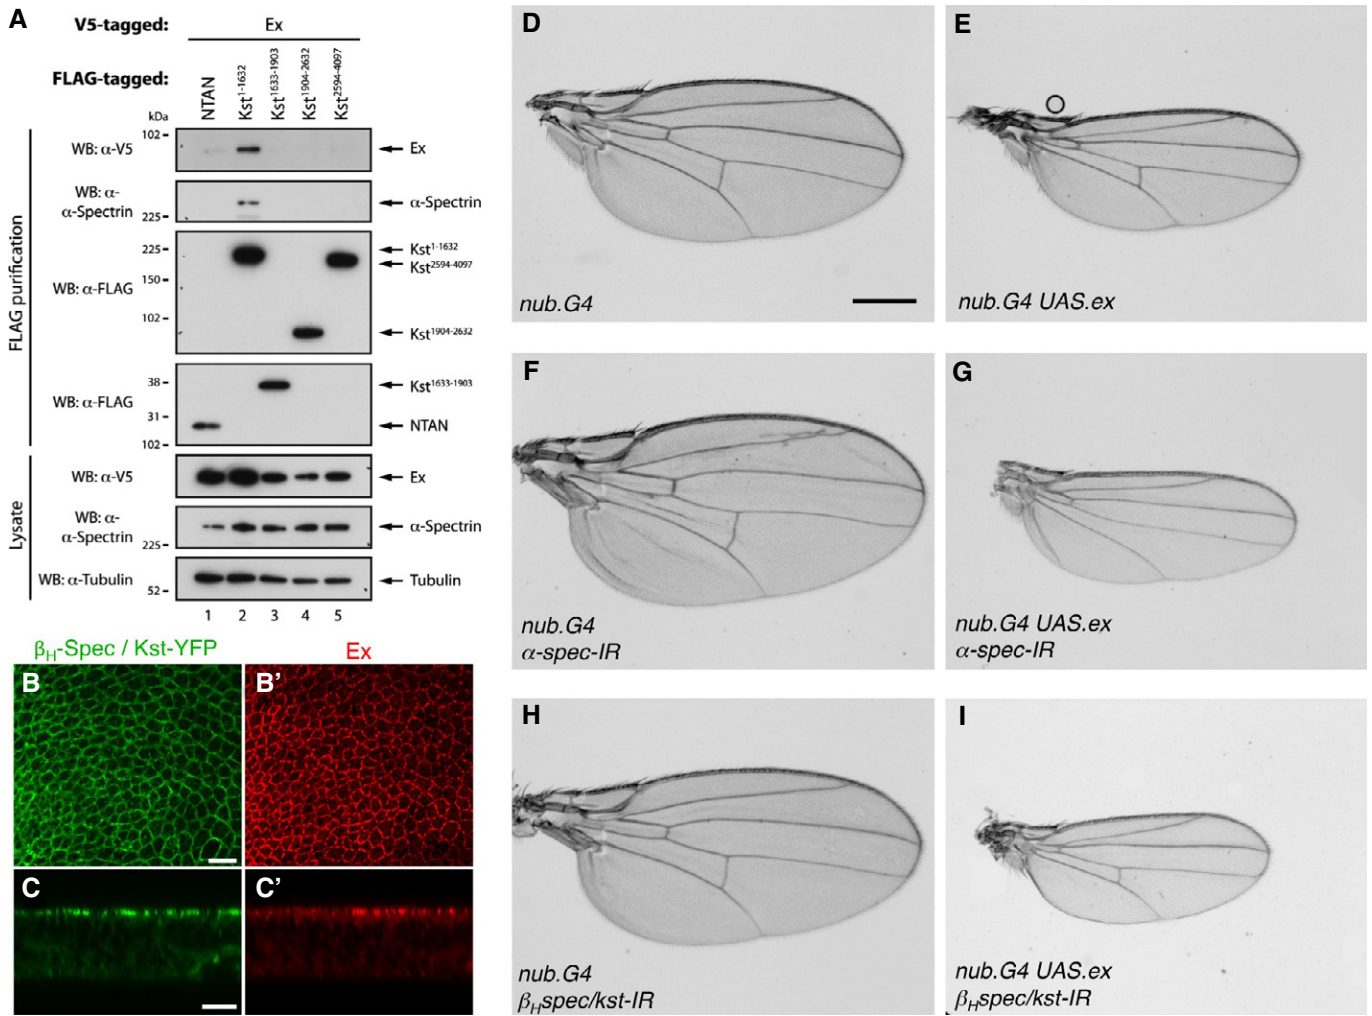 A
V5-tagged: Ex
FLAG-tagged: NTAN Kst1-1632 Kst1633-1903 Kst1904-2632 Kst2594-4097
kDa
FLAG purification
102
WB: α-V5
Ex
WB: α-
α-Spectrin
α-Spectrin
225
225
Kst1-1632
Kst2594-4097
150
WB: α-FLAG
102
Kst1904-2632
38
Kst1633-1903
WB: α-FLAG
31
NTAN
102
Lysate
WB: α-V5
Ex
WB: α-
α-Spectrin
α-Spectrin
225
WB: α-Tubulin
Tubulin
52
1 2 3 4 5
βH-Spec / Kst-YFP
Ex
B
B’
C
C’
D
nub.G4
E
nub.G4 UAS.ex
F
nub.G4
α-spec-IR
G
nub.G4 UAS.ex
α-spec-IR
H
nub.G4
βHspec/kst-IR
I
nub.G4 UAS.ex
βHspec/kst-IR